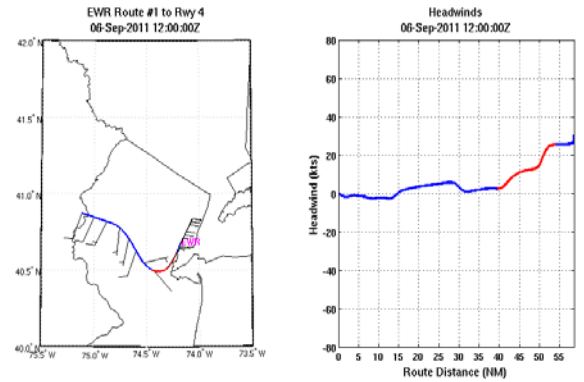 EWR Route #1 to Rwy 4
06-Sep-2011 12:00:00Z
42.0° N
41.5° N
41.0° N
40.5° N
40.0° N
75.5° W
75.0° W
74.5° W
74.0° W
73.5° W
EWR
Headwinds
06-Sep-2011 12:00:00Z
Headwind (kts)
80
60
40
20
0
-20
-40
-60
-80
0 5 10 15 20 25 30 35 40 45 50 55
Route Distance (NM)